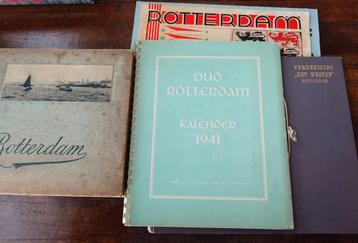 ROTTERDAM
Rotterdam
OUD
ROTTERDAM
KALENDER
1941
VEREENIGING
„HET WESTEN"
ROTTERDAM